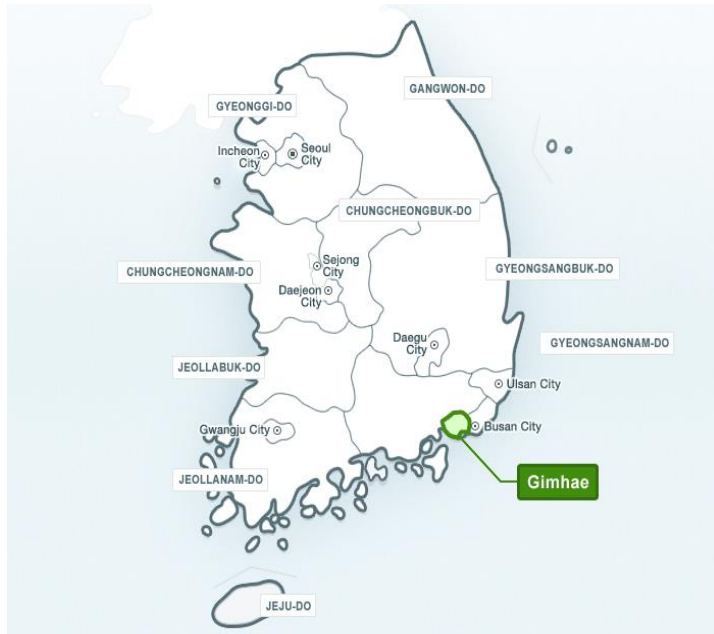 GANGWON-DO
GYEONGGI-DO
Incheon
City
Seoul
City
CHUNGCHEONGBUK-DO
Sejong
City
CHUNGCHEONGNAM-DO
GYEONGSANGBUK-DO
Daejeon
City
Daegu
City
GYEONGSANGNAM-DO
JEOLLABUK-DO
Ulsan City
Gwangju City
Busan City
JEOLLANAM-DO
Gimhae
JEJU-DO